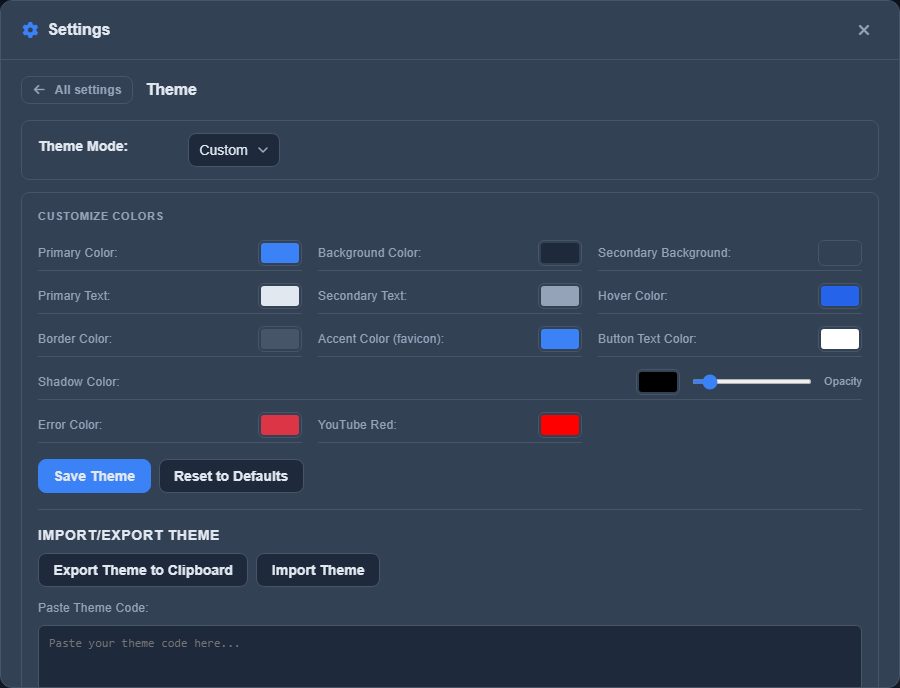 Settings
All settings
Theme
Theme Mode:
Custom
CUSTOMIZE COLORS
Primary Color:
Background Color:
Secondary Background:
Primary Text:
Secondary Text:
Hover Color:
Border Color:
Accent Color (favicon):
Button Text Color:
Shadow Color:
Opacity
Error Color:
YouTube Red:
Save Theme
Reset to Defaults
IMPORT/EXPORT THEME
Export Theme to Clipboard
Import Theme
Paste Theme Code:
Paste your theme code here...